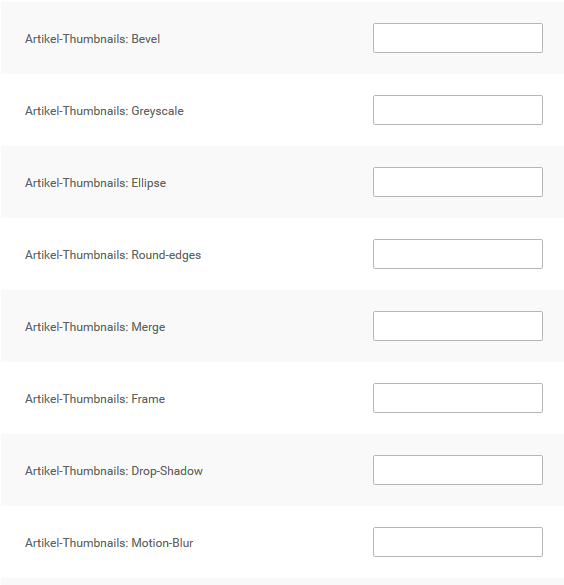 Artikel-Thumbnails: Bevel
Artikel-Thumbnails: Greyscale
Artikel-Thumbnails: Ellipse
Artikel-Thumbnails: Round-edges
Artikel-Thumbnails: Merge
Artikel-Thumbnails: Frame
Artikel-Thumbnails: Drop-Shadow
Artikel-Thumbnails: Motion-Blur